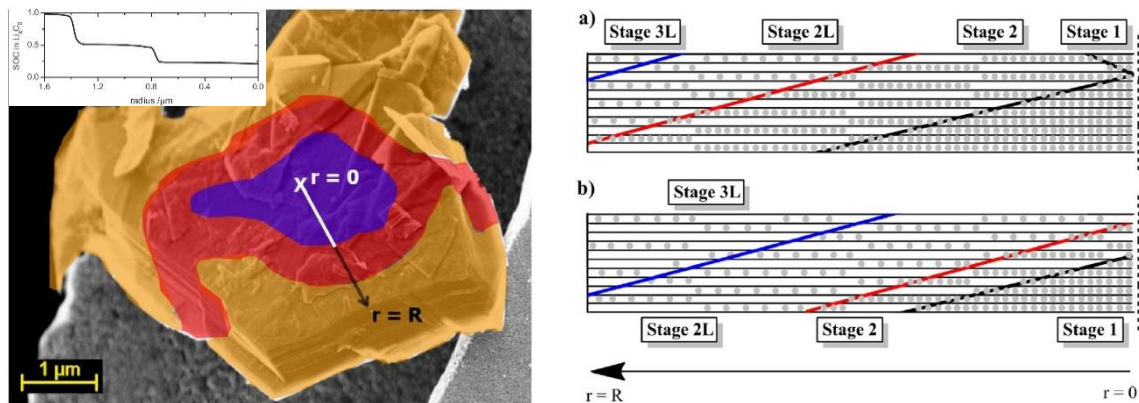 1.0
0.5
0.0
SOC in LixC6
1.6 1.2 0.8 0.4 0.0
radius /μm
X r = 0
r = R
1 μm
a)
Stage 3L Stage 2L Stage 2 Stage 1
b)
Stage 3L
Stage 2L Stage 2 Stage 1
r = R r = 0